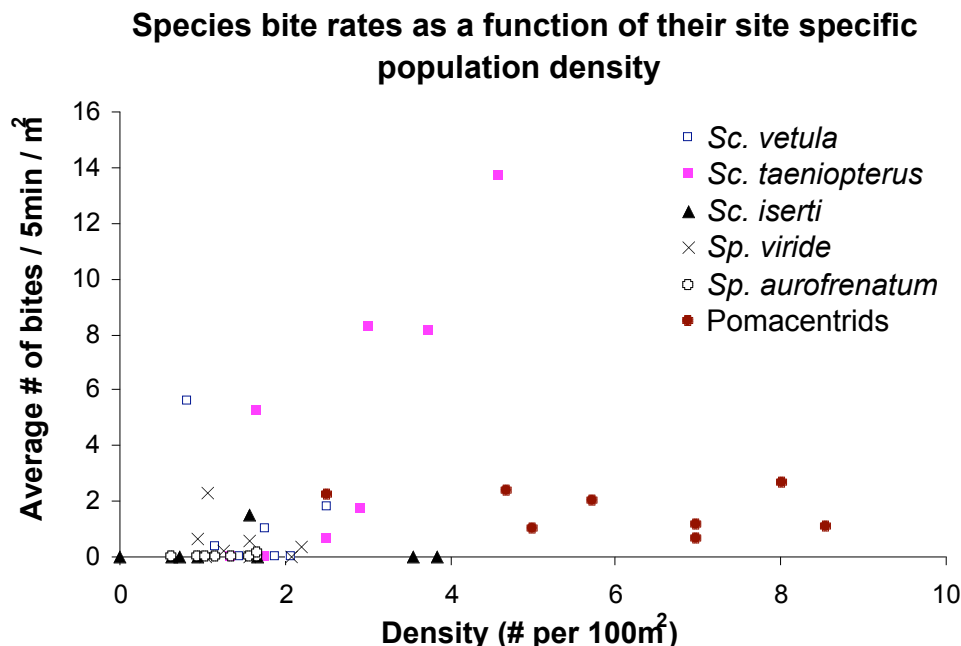 Species bite rates as a function of their site specific
population density
Average # of bites / 5min / m²
16
14
12
10
8
6
4
2
0
Sc. vetula
Sc. taeniopterus
Sc. iserti
Sp. viride
Sp. aurofrenatum
Pomacentrids
0 2 4 6 8 10
Density (# per 100m²)